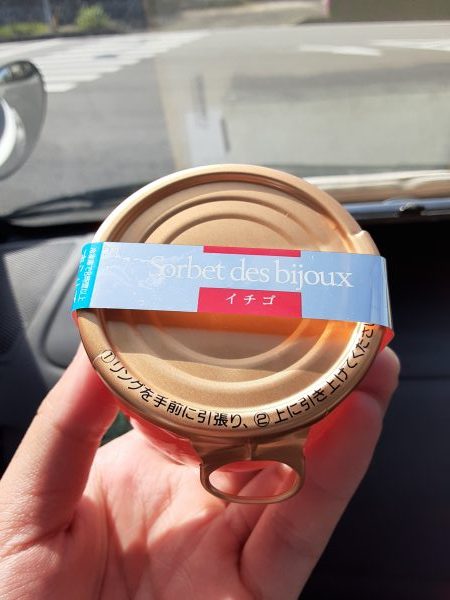 Sorbet des bijoux
イチゴ
①リングを手前に引張り、②上に引き上げてください